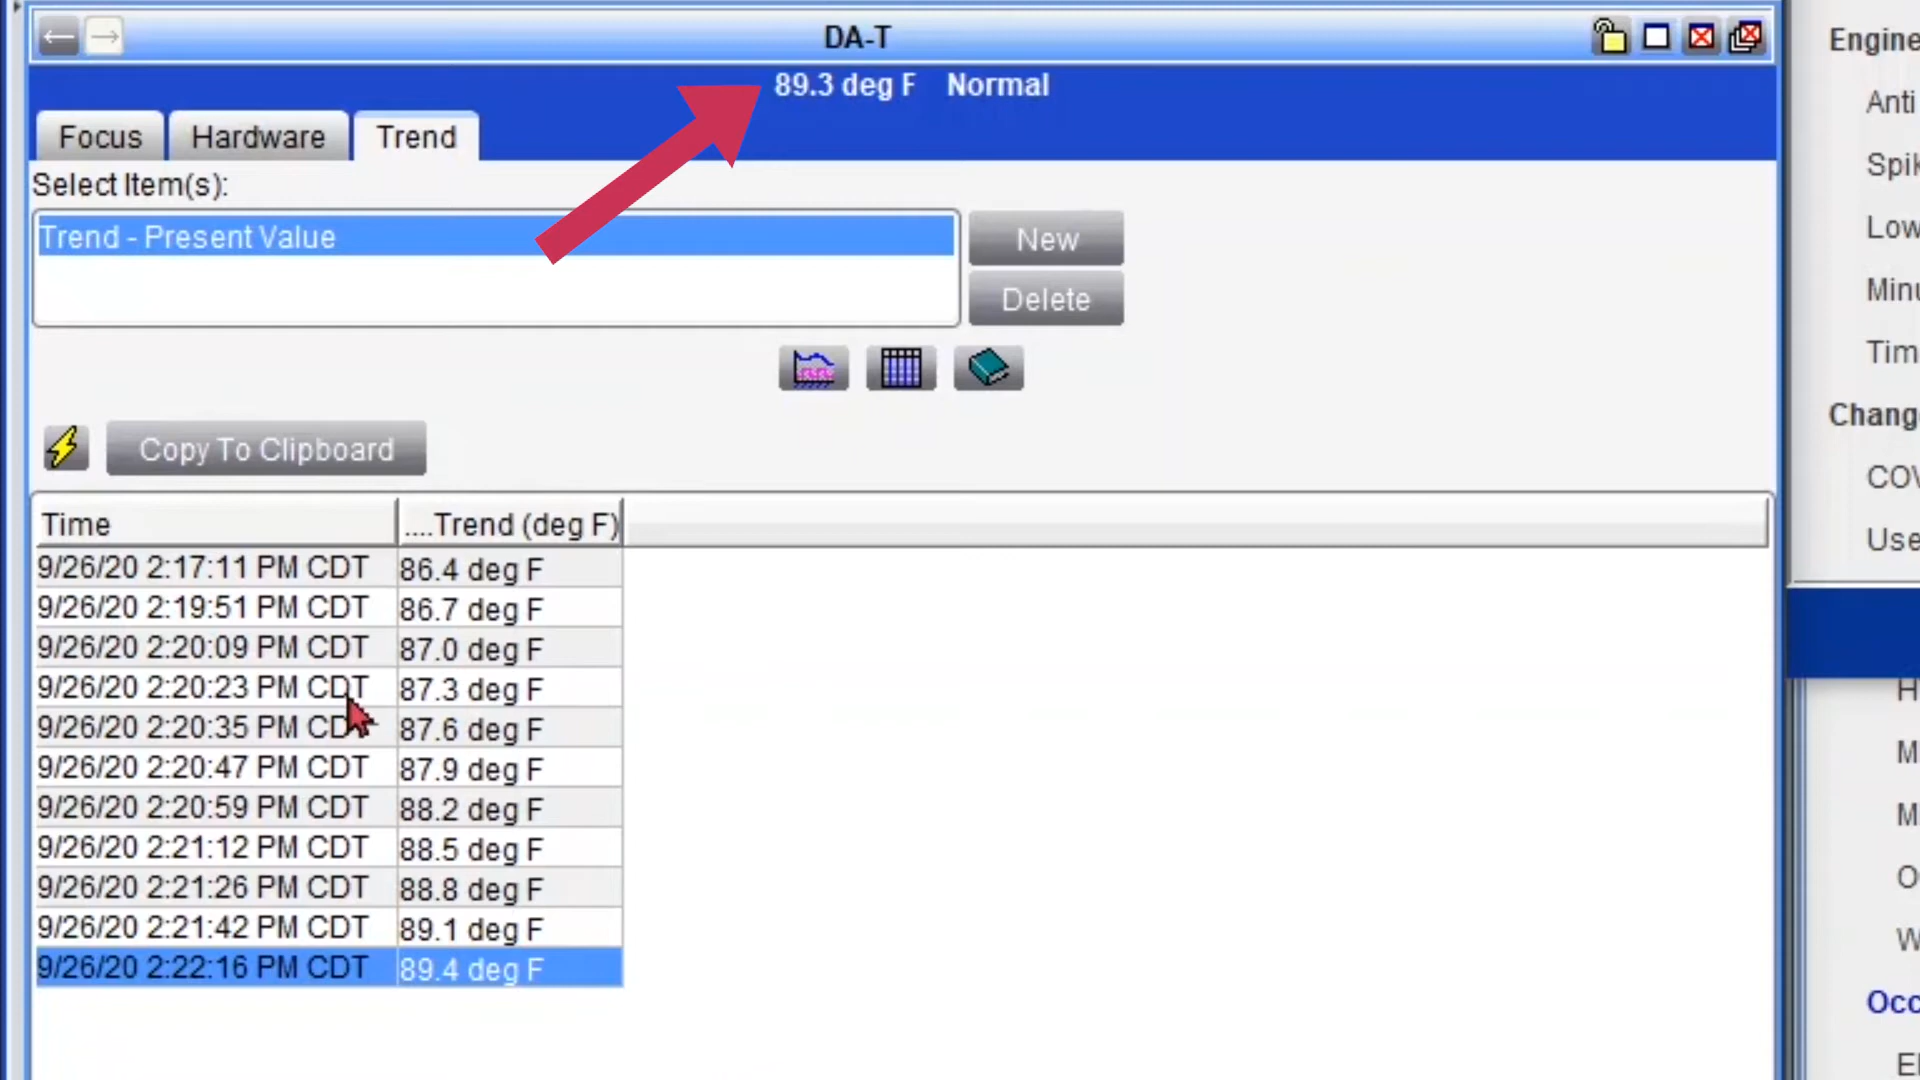 DA-T
89.3 deg F Normal
Focus Hardware Trend
Select Item(s):
Trend - Present Value
New
Delete
Copy To Clipboard
Time ....Trend (deg F)
9/26/20 2:17:11 PM CDT 86.4 deg F
9/26/20 2:19:51 PM CDT 86.7 deg F
9/26/20 2:20:09 PM CDT 87.0 deg F
9/26/20 2:20:23 PM CDT 87.3 deg F
9/26/20 2:20:35 PM CDT 87.6 deg F
9/26/20 2:20:47 PM CDT 87.9 deg F
9/26/20 2:20:59 PM CDT 88.2 deg F
9/26/20 2:21:12 PM CDT 88.5 deg F
9/26/20 2:21:26 PM CDT 88.8 deg F
9/26/20 2:21:42 PM CDT 89.1 deg F
9/26/20 2:22:16 PM CDT 89.4 deg F
Engine
Anti
Spik
Low
Minu
Tim
Chang
COV
Use
H
M
M
O
W
Occ